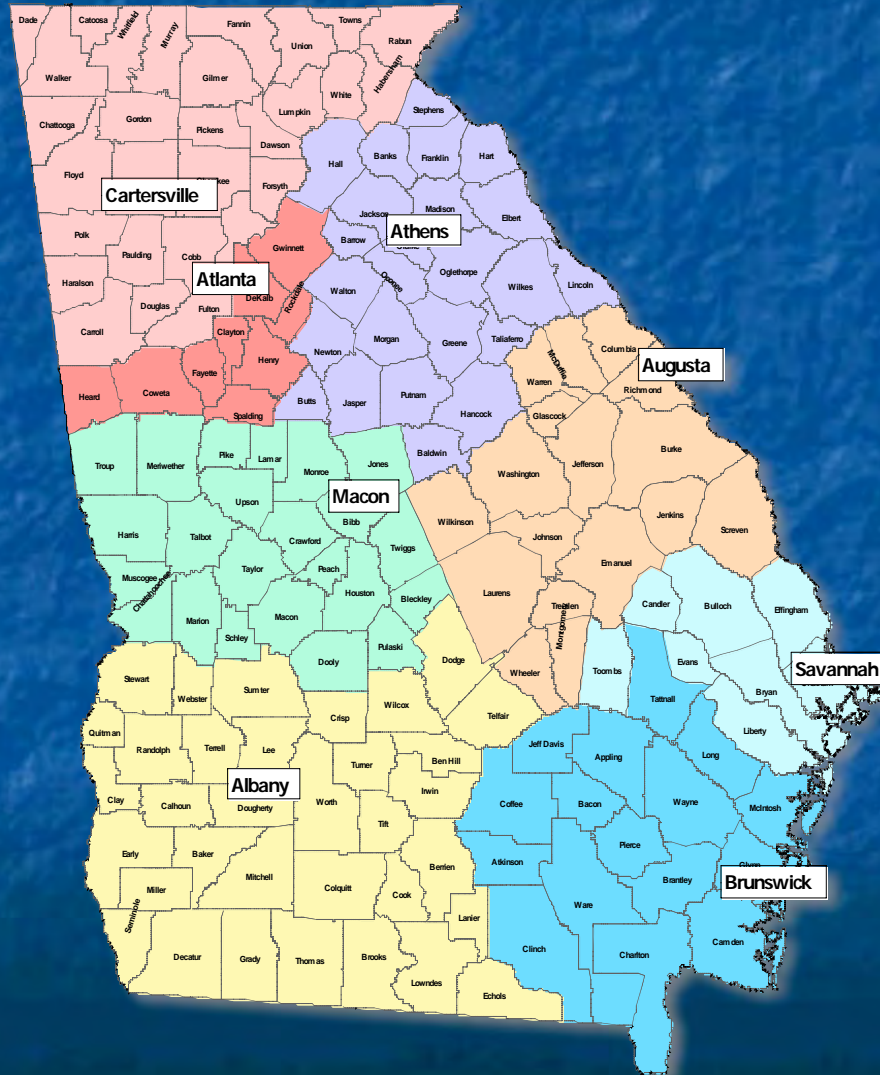 Dade
Catoosa
Whitfield
Murray
Fannin
Towns
Union
Rabun
Walker
Gilmer
White
Habersham
Lumpkin
Stephens
Chattooga
Gordon
Pickens
Dawson
Hall
Banks
Franklin
Hart
Floyd
Forsyth
Cartersville
Jackson
Madison
Elbert
Polk
Athens
Barrow
Gwinnett
Paulding
Cobb
Oglethorpe
Haralson
Atlanta
Oconee
Walton
Wilkes
Lincoln
DeKalb
Rockdale
Douglas
Fulton
Carroll
Clayton
Morgan
Greene
Taliaferro
Newton
Henry
Columbia
McDuffie
Augusta
Fayette
Warren
Richmond
Heard
Coweta
Butts
Jasper
Putnam
Hancock
Spalding
Glascock
Baldwin
Burke
Troup
Meriwether
Pike
Lamar
Monroe
Jones
Washington
Jefferson
Upson
Macon
Wilkinson
Bibb
Jenkins
Screven
Harris
Talbot
Crawford
Twiggs
Johnson
Emanuel
Muscogee
Chattahoochee
Taylor
Peach
Houston
Bleckley
Laurens
Treutlen
Montgomery
Candler
Bulloch
Effingham
Marion
Macon
Schley
Pulaski
Dooly
Dodge
Wheeler
Toombs
Evans
Savannah
Stewart
Webster
Sumter
Tattnall
Bryan
Crisp
Wilcox
Telfair
Liberty
Quitman
Randolph
Terrell
Lee
Turner
Ben Hill
Jeff Davis
Appling
Long
Albany
Irwin
Clay
Calhoun
Dougherty
Worth
Coffee
Bacon
Wayne
McIntosh
Tift
Early
Baker
Berrien
Atkinson
Pierce
Glynn
Miller
Mitchell
Colquitt
Cook
Brantley
Brunswick
Seminole
Lanier
Ware
Decatur
Grady
Thomas
Brooks
Clinch
Charlton
Camden
Lowndes
Echols